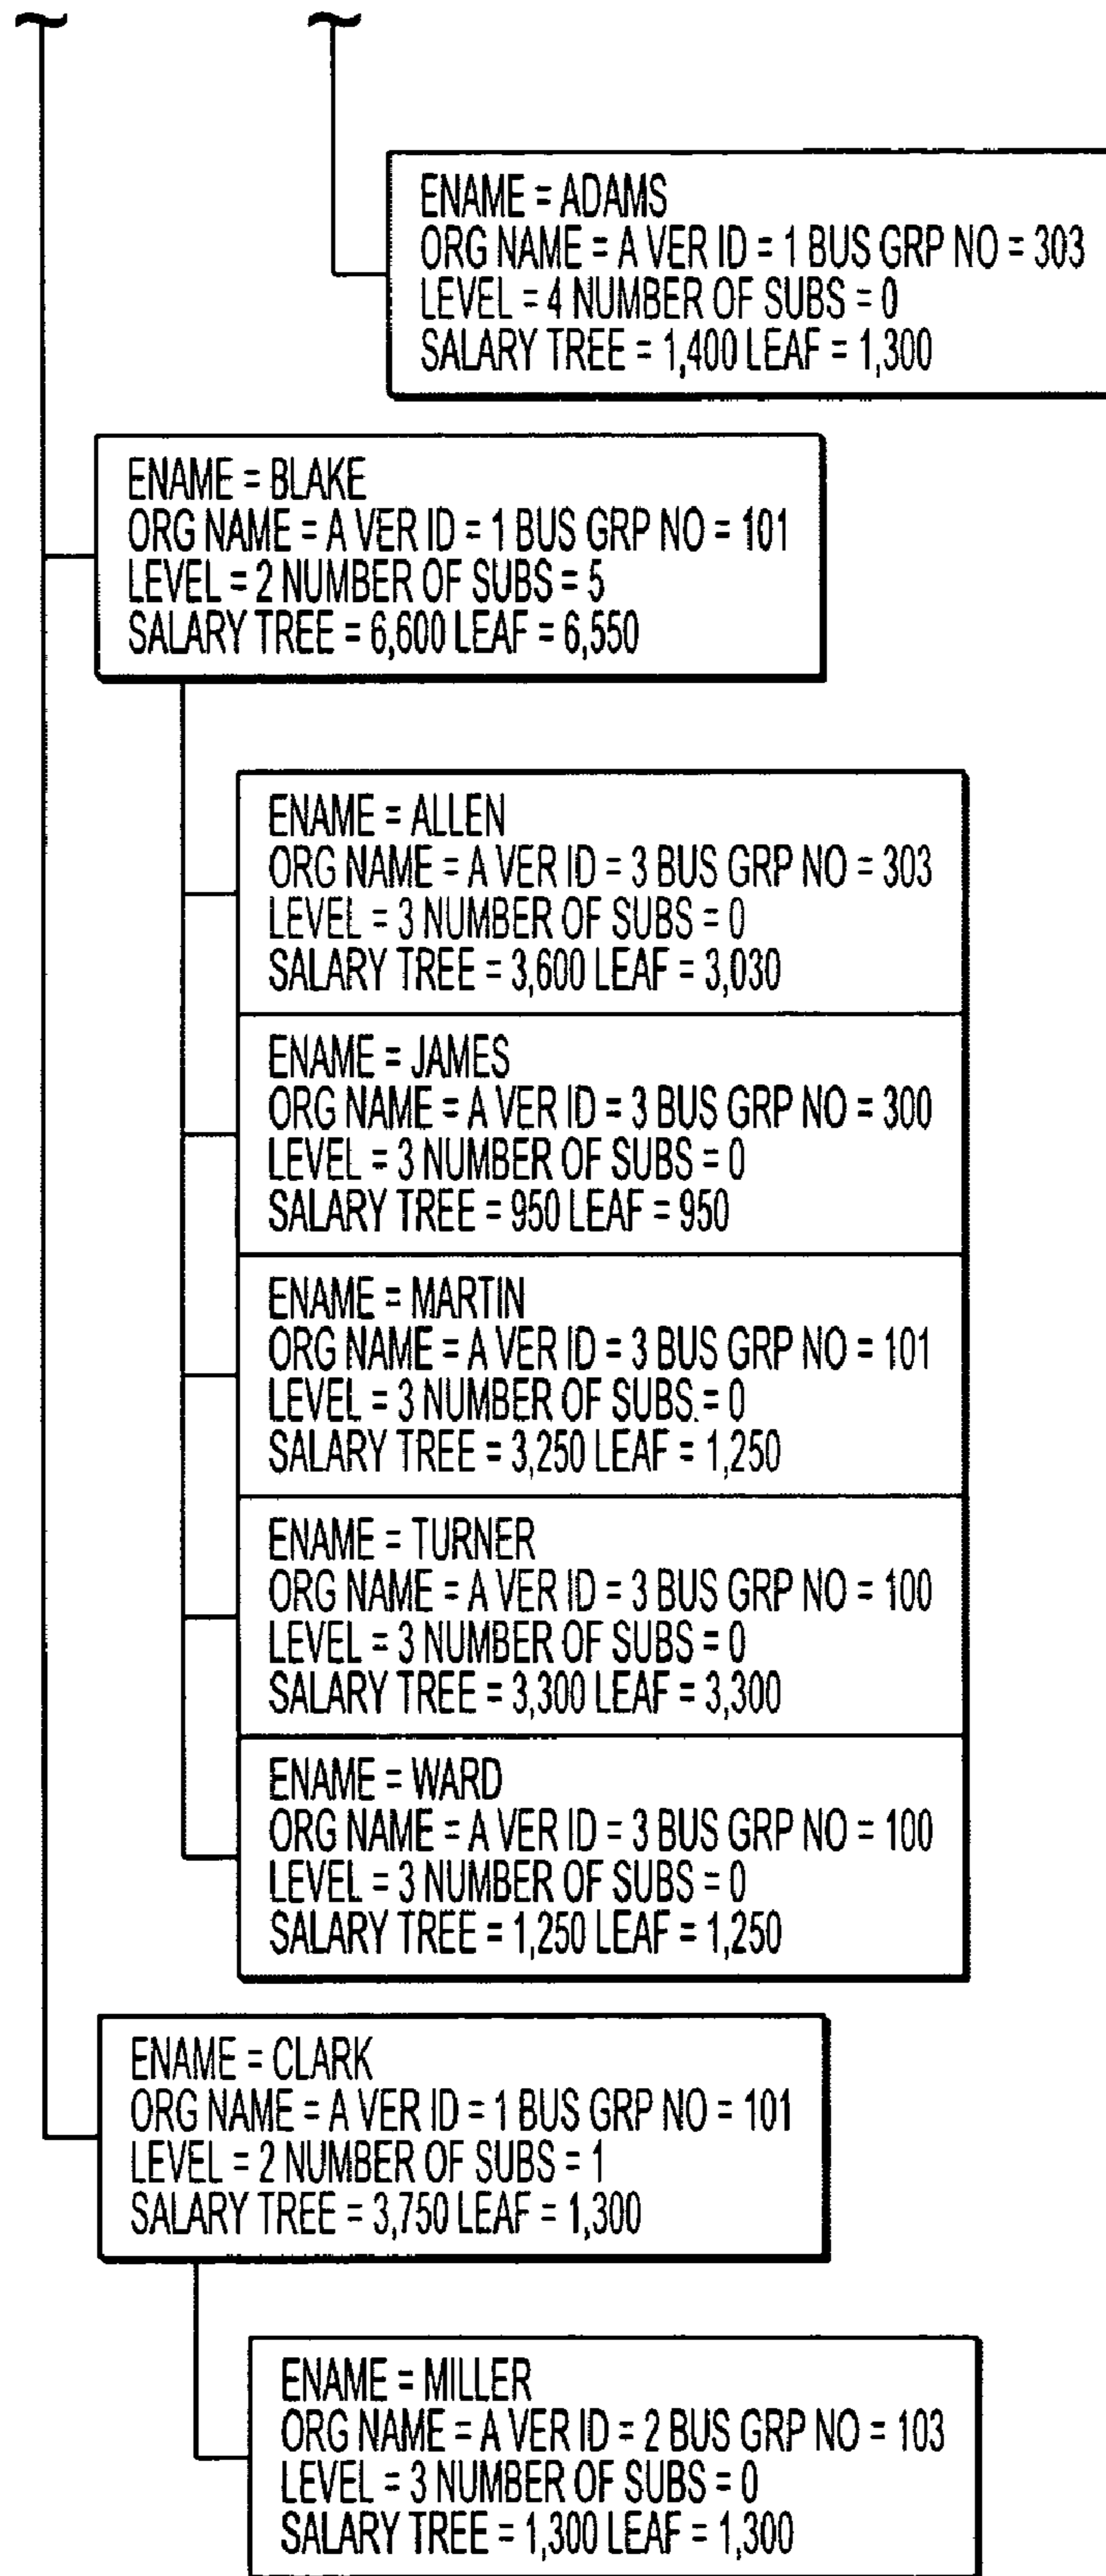 ENAME = ADAMS
ORG NAME = A VER ID = 1 BUS GRP NO = 303
LEVEL = 4 NUMBER OF SUBS = 0
SALARY TREE = 1,400 LEAF = 1,300
ENAME = BLAKE
ORG NAME = A VER ID = 1 BUS GRP NO = 101
LEVEL = 2 NUMBER OF SUBS = 5
SALARY TREE = 6,600 LEAF = 6,550
ENAME = ALLEN
ORG NAME = A VER ID = 3 BUS GRP NO = 303
LEVEL = 3 NUMBER OF SUBS = 0
SALARY TREE = 3,600 LEAF = 3,030
ENAME = JAMES
ORG NAME = A VER ID = 3 BUS GRP NO = 300
LEVEL = 3 NUMBER OF SUBS = 0
SALARY TREE = 950 LEAF = 950
ENAME = MARTIN
ORG NAME = A VER ID = 3 BUS GRP NO = 101
LEVEL = 3 NUMBER OF SUBS = 0
SALARY TREE = 3,250 LEAF = 1,250
ENAME = TURNER
ORG NAME = A VER ID = 3 BUS GRP NO = 100
LEVEL = 3 NUMBER OF SUBS = 0
SALARY TREE = 3,300 LEAF = 3,300
ENAME = WARD
ORG NAME = A VER ID = 3 BUS GRP NO = 100
LEVEL = 3 NUMBER OF SUBS = 0
SALARY TREE = 1,250 LEAF = 1,250
ENAME = CLARK
ORG NAME = A VER ID = 1 BUS GRP NO = 101
LEVEL = 2 NUMBER OF SUBS = 1
SALARY TREE = 3,750 LEAF = 1,300
ENAME = MILLER
ORG NAME = A VER ID = 2 BUS GRP NO = 103
LEVEL = 3 NUMBER OF SUBS = 0
SALARY TREE = 1,300 LEAF = 1,300